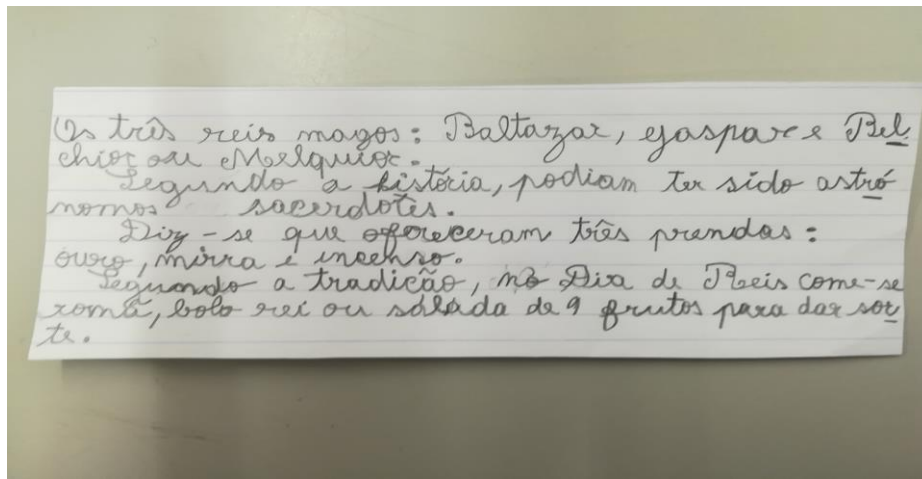 Os três reis magos: Baltazar, gaspar e Bel
chior ou Melquior.
Segundo a história, podiam ter sido astró
nomos sacerdotes.
Diz-se que ofereceram três prendas:
ouro, mirra e incenso.
Segundo a tradição, no Dia de Reis come-se
romã, bolo rei ou salada de 9 frutos para dar sor
te.